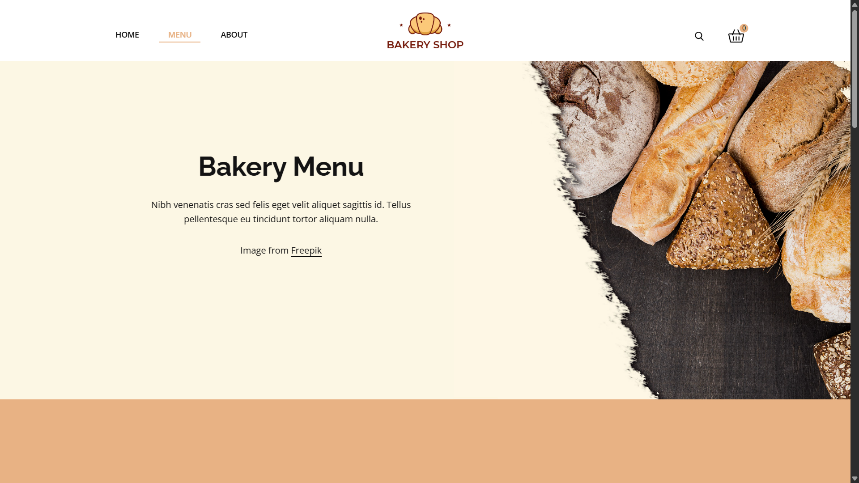 HOME
MENU
ABOUT
BAKERY SHOP
0
Bakery Menu
Nibh venenatis cras sed felis eget velit aliquet sagittis id. Tellus
pellentesque eu tincidunt tortor aliquam nulla.
Image from Freepik